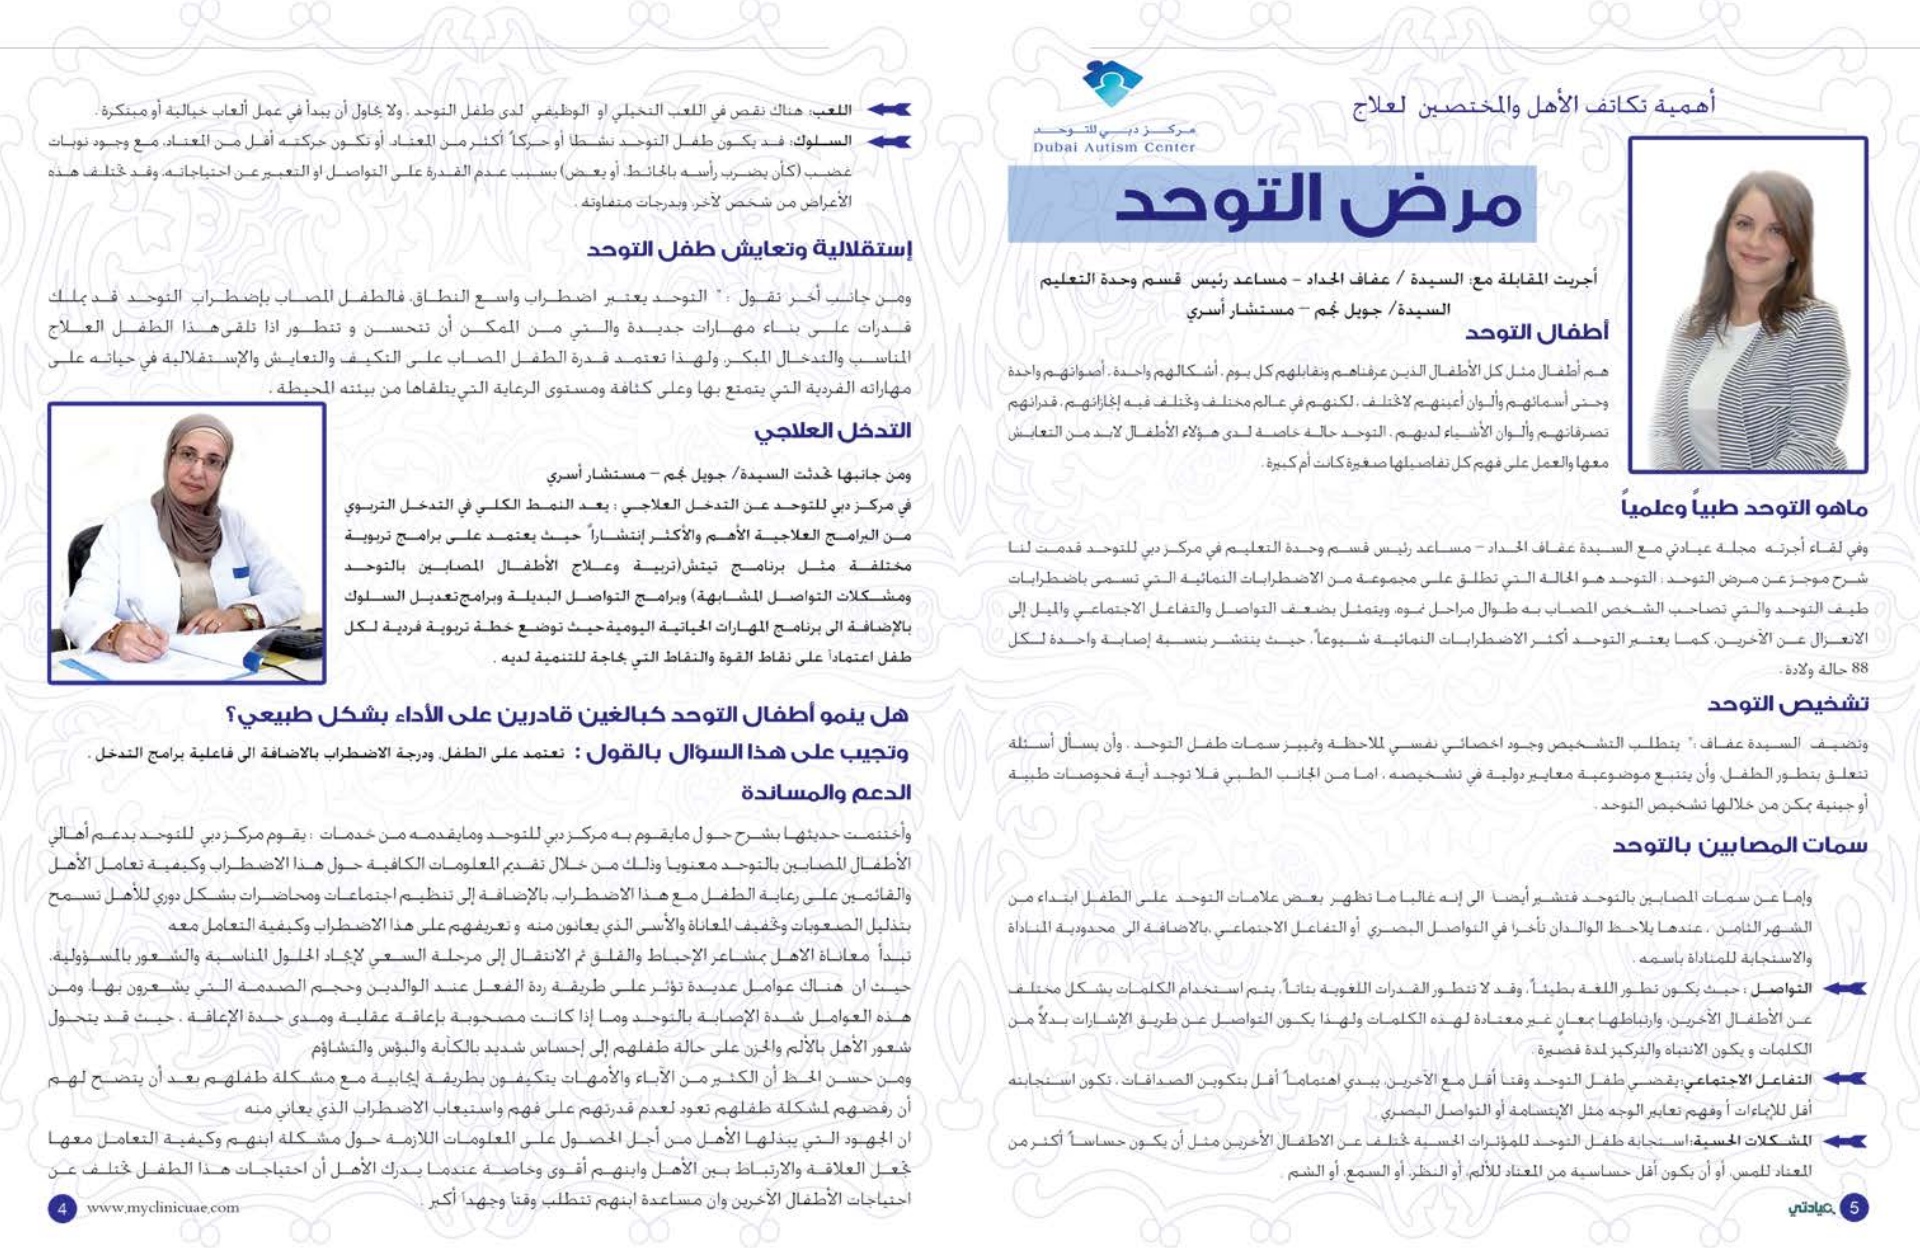 أهمية تكاتف الأهل والمختصين لعلاج
مركز دبي للتوحد
Dubai Autism Center
مرض التوحد
أجريت المقابلة مع: السيدة / عفاف الحداد – مساعد رئيس قسم وحدة التعليم
السيدة/ جويل نجم – مستشار أسري
أطفال التوحد
هم أطفال مثل كل الأطفال الذين عرفناهم ونقابلهم كل يوم، أشكالهم واحدة، أصواتهم واحدة
وحتى أسمائهم وألوان أعينهم لاتختلف، لكنهم في عالم مختلف وتختلف فيه إنجازاتهم، قدراتهم
تصرفاتهم وألوان الأشياء لديهم، التوحد حالة خاصة لدى هؤلاء الأطفال لابد من التعايش
معها والعمل على فهم كل تفاصيلها صغيرة كانت أم كبيرة.
ماهو التوحد طبياً وعلمياً
وفي لقاء أجرته مجلة عيادتي مع السيدة عفاف الحداد – مساعد رئيس قسم وحدة التعليم في مركز دبي للتوحد قدمت لنا
شرح موجز عن مرض التوحد : التوحد هو الحالة التي تطلق على مجموعة من الاضطرابات النمائية التي تسمى باضطرابات
طيف التوحد والتي تصاحب الشخص المصاب به طوال مراحل نموه، ويتمثل بضعف التواصل والتفاعل الاجتماعي والميل إلى
الانعزال عن الآخرين، كما يعتبر التوحد أكثر الاضطرابات النمائية شيوعاً، حيث ينتشر بنسبة إصابة واحدة لكل
88 حالة ولادة.
تشخيص التوحد
وتضيف السيدة عفاف :" يتطلب التشخيص وجود اخصائي نفسي لملاحظة وتمييز سمات طفل التوحد ، وأن يسأل أسئلة
تتعلق بتطور الطفل، وأن يتتبع موضوعية معايير دولية في تشخيصه ، اما من الجانب الطبي فلا توجد أية فحوصات طبية
أو جينية يمكن من خلالها تشخيص التوحد .
سمات المصابين بالتوحد
واما عن سمات المصابين بالتوحد فتشير أيضا الى إنه غالبا ما تظهر بعض علامات التوحد على الطفل ابتداء من
الشهر الثامن ، عندها يلاحظ الوالدان تأخرا في التواصل البصري أو التفاعل الاجتماعي ،بالاضافة الى محدودية المناداة
والاستجابة للمناداة باسمه .
التواصل : حيث يكون تطور اللغة بطيئاً، وقد لا تتطور القدرات اللغوية بتاتاً، يتم استخدام الكلمات بشكل مختلف
عن الأطفال الآخرين، وارتباطها بمعانٍ غير معتادة لهذه الكلمات ولهذا يكون التواصل عن طريق الإشارات بدلاً من
الكلمات و يكون الانتباه والتركيز لمدة قصيرة.
التفاعل الاجتماعي:يقضي طفل التوحد وقتا أقل مع الآخرين، يبدي اهتماماً أقل بتكوين الصداقات ، تكون استجابته
أقل للإيماءات أ وفهم تعابير الوجه مثل الإبتسامة أو التواصل البصري.
المشكلات الحسية:استجابة طفل التوحد للمؤثرات الحسية تختلف عن الاطفال الأخرين مثل أن يكون حساساً أكثر من
المعتاد للمس، أو أن يكون أقل حساسية من المعتاد للألم، أو النظر، أو السمع، أو الشم .
عيادتي 5
اللعب: هناك نقص في اللعب التخيلي او الوظيفي لدى طفل التوحد ، ولا يحاول أن يبدأ في عمل ألعاب خيالية أو مبتكرة .
السلوك: قد يكون طفل التوحد نشطا أو حركاً أكثر من المعتاد، أو تكون حركته أقل من المعتاد، مع وجود نوبات
غضب (كأن يضرب رأسه بالحائط، أو يعض) بسبب عدم القدرة على التواصل او التعبير عن احتياجاته، وقد تختلف هذه
الأعراض من شخص لآخر، وبدرجات متفاوته .
إستقلالية وتعايش طفل التوحد
ومن جانب أخر تقول :" التوحد يعتبر اضطراب واسع النطاق، فالطفل المصاب بإضطراب التوحد قد يملك
قدرات على بناء مهارات جديدة والتي من الممكن أن تتحسن و تتطور اذا تلقى هذا الطفل العلاج
المناسب والتدخال المبكر، ولهذا تعتمد قدرة الطفل المصاب على التكيف والتعايش والإستقلالية في حياته على
مهاراته الفردية التي يتمتع بها وعلى كثافة ومستوى الرعاية التي يتلقاها من بيئته المحيطة .
التدخل العلاجي
ومن جانبها تحدثت السيدة/ جويل نجم – مستشار أسري
في مركز دبي للتوحد عن التدخل العلاجي : يعد النمط الكلي في التدخل التربوي
من البرامج العلاجية الأهم والأكثر إنتشاراً حيث يعتمد على برامج تربوية
مختلفة مثل برنامج تيتش(تربية وعلاج الأطفال المصابين بالتوحد
ومشكلات التواصل المشابهة) وبرامج التواصل البديلة وبرامج تعديل السلوك
بالإضافة الى برنامج المهارات الحياتية اليومية حيث توضع خطة تربوية فردية لكل
طفل اعتماداً على نقاط القوة والنقاط التي بحاجة للتنمية لديه .
هل ينمو أطفال التوحد كبالغين قادرين على الأداء بشكل طبيعي؟
وتجيب على هذا السؤال بالقول : تعتمد على الطفل، ودرجة الاضطراب بالاضافة الى فاعلية برامج التدخل .
الدعم والمساندة
وأختتمت حديثها بشرح حول مايقوم به مركز دبي للتوحد ومايقدمه من خدمات : يقوم مركز دبي للتوحد بدعم أهالي
الأطفال المصابين بالتوحد معنويا وذلك من خلال تقديم المعلومات الكافية حول هذا الاضطراب وكيفية تعامل الأهل
والقائمين على رعاية الطفل مع هذا الاضطراب، بالإضافة إلى تنظيم اجتماعات ومحاضرات بشكل دوري للأهل تسمح
بتذليل الصعوبات وتخفيف المعاناة والأسى الذي يعانون منه و تعريفهم على هذا الاضطراب وكيفية التعامل معه
تبدأ معاناة الاهل بمشاعر الإحباط والقلق ثم الانتقال إلى مرحلة السعي لإيجاد الحلول المناسبة والشعور بالمسؤولية،
حيث ان هناك عوامل عديدة تؤثر على طريقة ردة الفعل عند الوالدين وحجم الصدمة التي يشعرون بها، ومن
هذه العوامل شدة الإصابة بالتوحد وما إذا كانت مصحوبة بإعاقة عقلية ومدى حدة الإعاقة ، حيث قد يتحول
شعور الأهل بالألم والحزن على حالة طفلهم إلى إحساس شديد بالكآبة والبؤس والتشاؤم
ومن حسن الحظ أن الكثير من الآباء والأمهات يتكيفون بطريقة إيجابية مع مشكلة طفلهم بعد أن يتضح لهم
أن رفضهم لمشكلة طفلهم تعود لعدم قدرتهم على فهم واستيعاب الاضطراب الذي يعاني منه
ان الجهود التي يبذلها الأهل من أجل الحصول على المعلومات اللازمة حول مشكلة ابنهم وكيفية التعامل معها
تجعل العلاقة والارتباط بين الأهل وابنهم أقوى وخاصة عندما يدرك الأهل أن احتياجات هذا الطفل تختلف عن
احتياجات الأطفال الآخرين وان مساعدة ابنهم تتطلب وقتا وجهدا أكبر .
4 www.myclinicuae.com